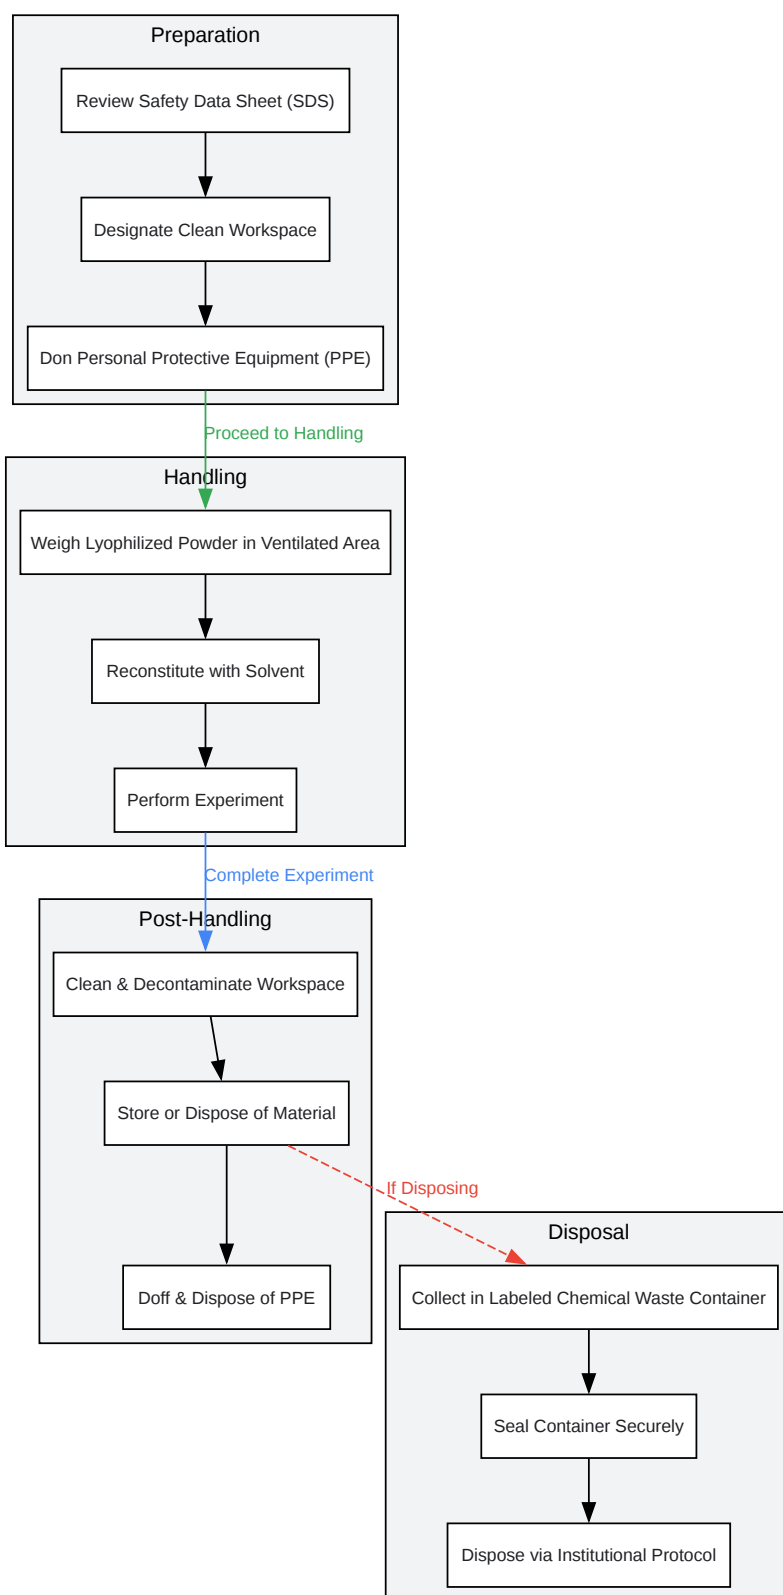 Preparation
Review Safety Data Sheet (SDS)
Designate Clean Workspace
Don Personal Protective Equipment (PPE)
Proceed to Handling
Handling
Weigh Lyophilized Powder in Ventilated Area
Reconstitute with Solvent
Perform Experiment
Complete Experiment
Post-Handling
Clean & Decontaminate Workspace
Store or Dispose of Material
If Disposing
Disposal
Doff & Dispose of PPE
Collect in Labeled Chemical Waste Container
Seal Container Securely
Dispose via Institutional Protocol